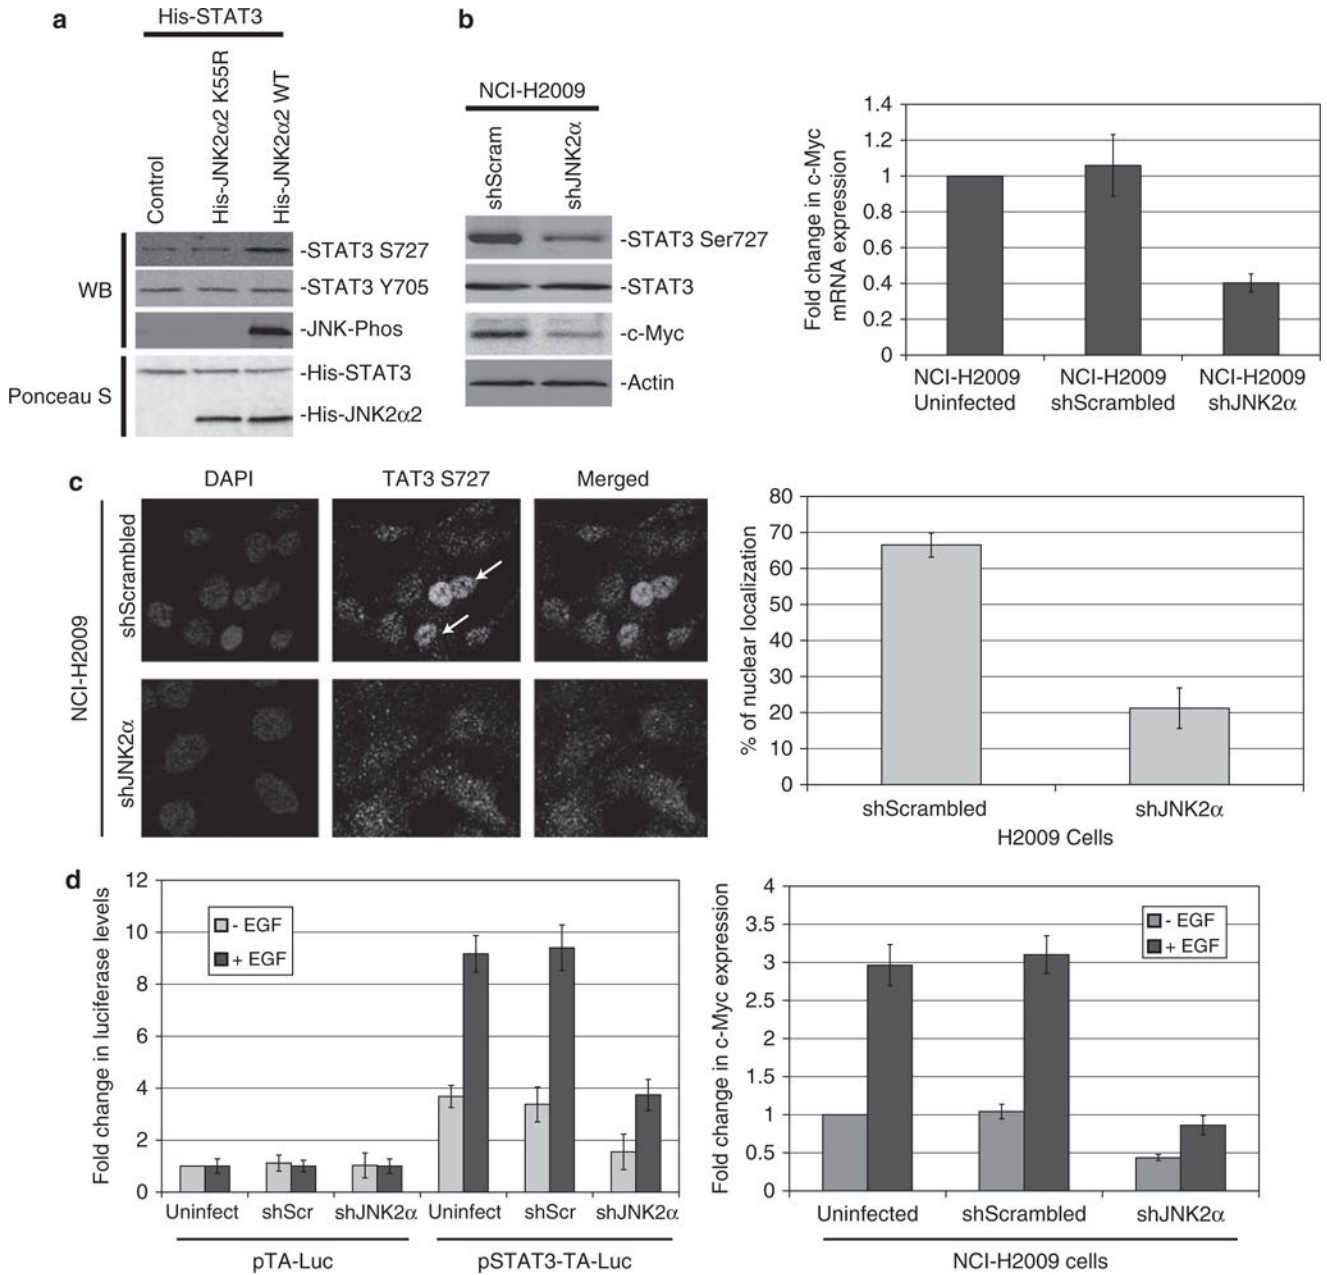 a
His-STAT3
Control
His-JNK2α2 K55R
His-JNK2α2 WT
WB
-STAT3 S727
-STAT3 Y705
-JNK-Phos
Ponceau S
-His-STAT3
-His-JNK2α2
b
NCI-H2009
shScram
shJNK2α
-STAT3 Ser727
-STAT3
-c-Myc
-Actin
Fold change in c-Myc
mRNA expression
1.4
1.2
1
0.8
0.6
0.4
0.2
0
NCI-H2009
Uninfected
NCI-H2009
shScrambled
NCI-H2009
shJNK2α
c
DAPI
TAT3 S727
Merged
NCI-H2009
shScrambled
shJNK2α
% of nuclear localization
80
70
60
50
40
30
20
10
0
shScrambled
shJNK2α
H2009 Cells
d
Fold change in luciferase levels
12
10
8
6
4
2
0
- EGF
+ EGF
Uninfect
shScr
shJNK2α
Uninfect
shScr
shJNK2α
pTA-Luc
pSTAT3-TA-Luc
Fold change in c-Myc expression
4
3.5
3
2.5
2
1.5
1
0.5
0
- EGF
+ EGF
Uninfected
shScrambled
shJNK2α
NCI-H2009 cells